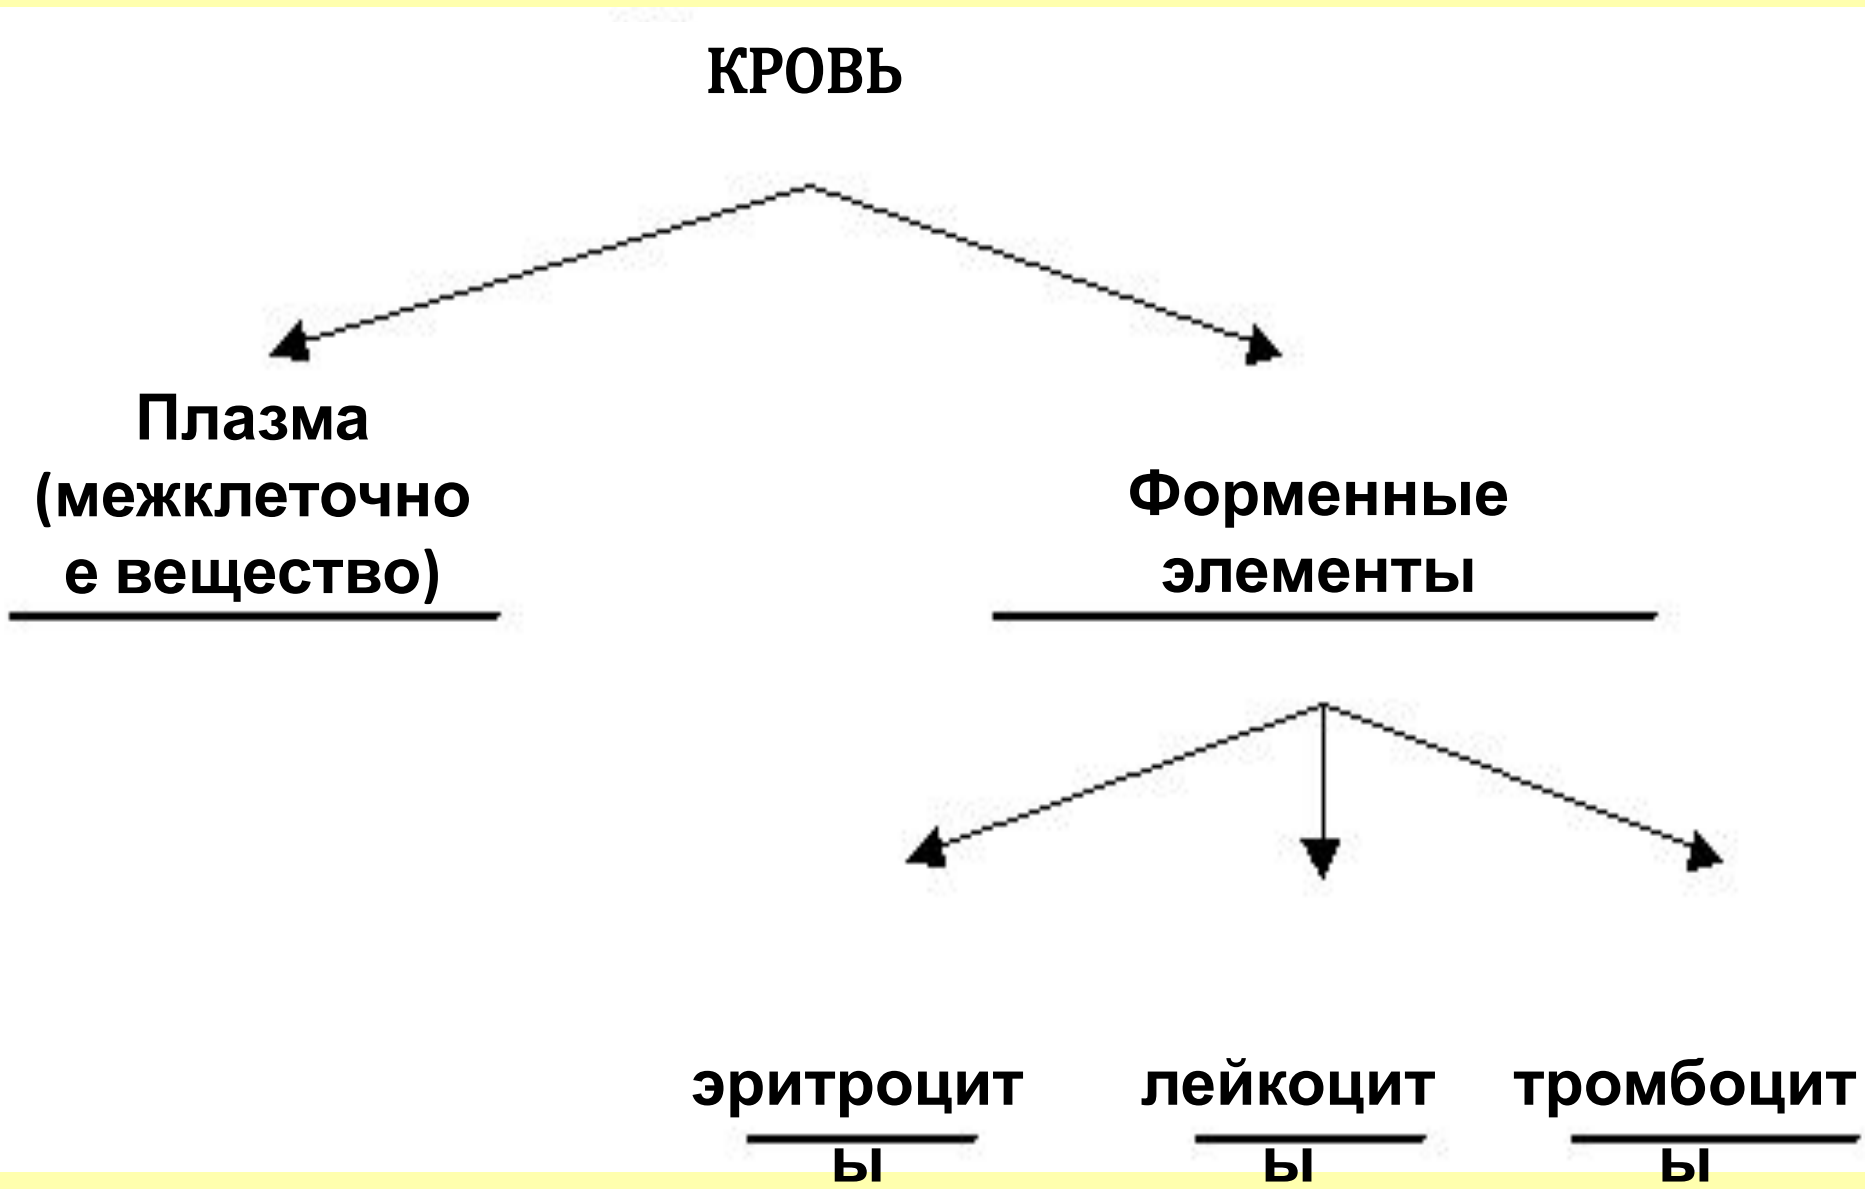 КРОВЬ
Плазма
(межклеточно
е вещество)
Форменные
элементы
эритроцит
ы
лейкоцит
ы
тромбоцит
ы